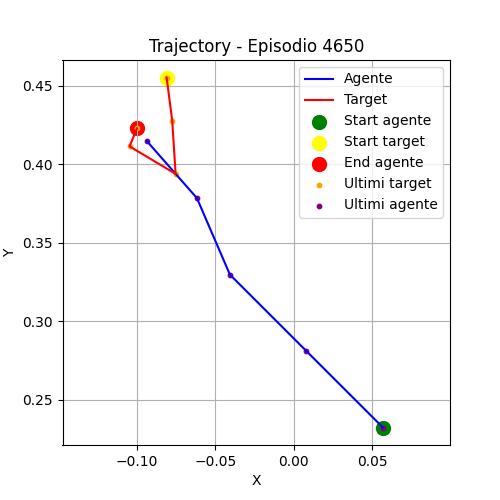 Trajectory - Episodio 4650
Agente
Target
Start agente
Start target
End agente
Ultimi target
Ultimi agente
Y
0.45
0.40
0.35
0.30
0.25
−0.10
−0.05
0.00
0.05
X